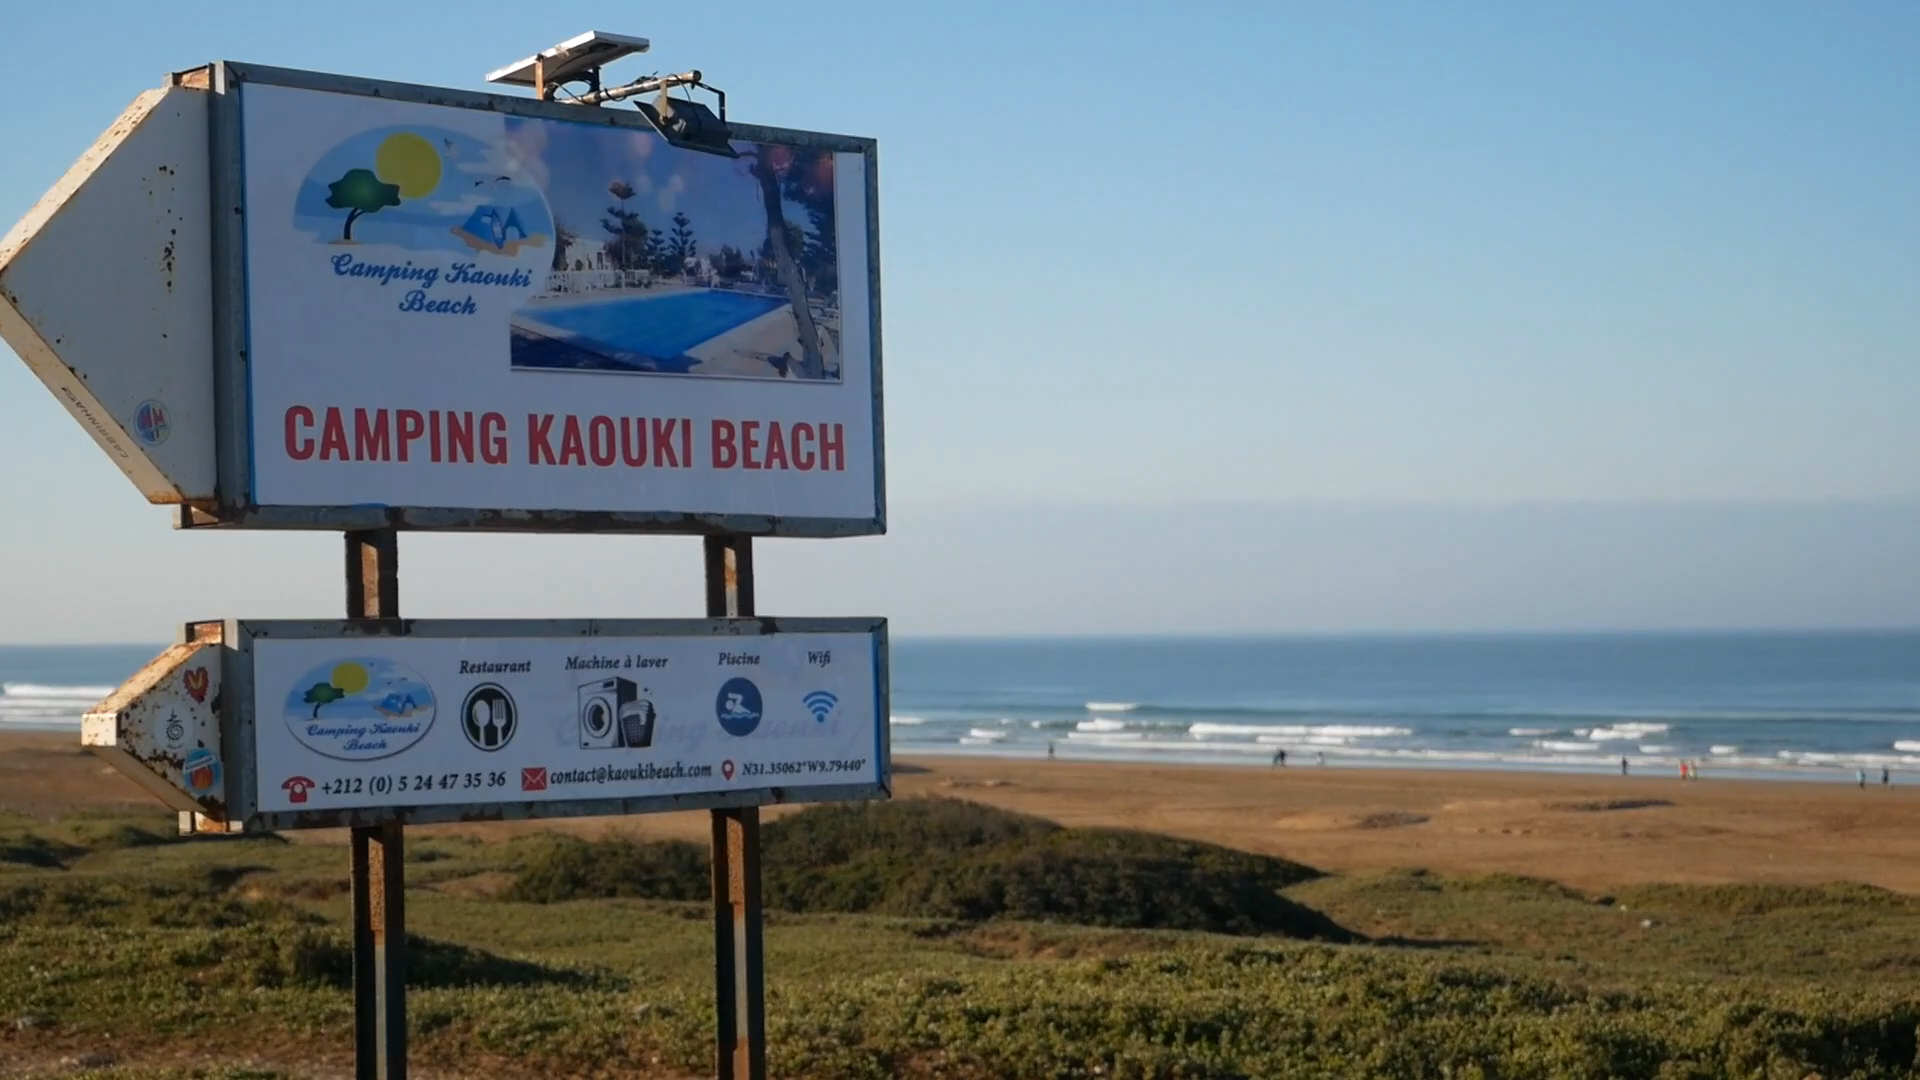 Camping Kaouki
Beach
CAMPING KAOUKI BEACH
Restaurant Machine à laver Piscine Wifi
Camping Kaouki
Beach
+212 (0) 5 24 47 35 36 contact@kaoukibeach.com N31.35062°W9.79440°